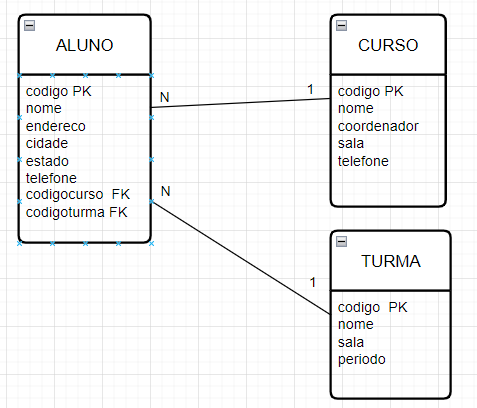 ALUNO
codigo PK
nome
endereco
cidade
estado
telefone
codigocurso FK
codigoturma FK
N
N
1
1
CURSO
codigo PK
nome
coordenador
sala
telefone
TURMA
codigo PK
nome
sala
periodo